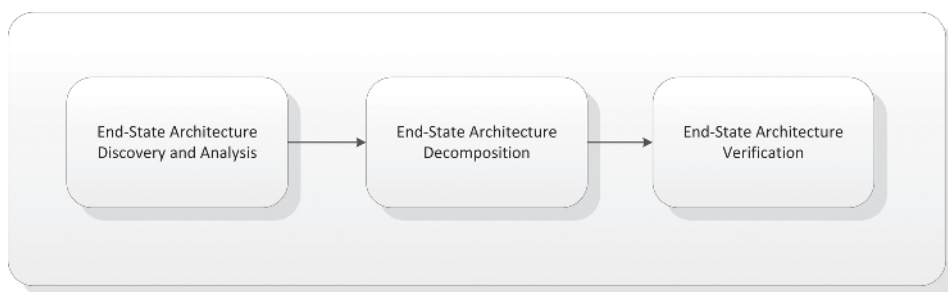 End-State Architecture
Discovery and Analysis
End-State Architecture
Decomposition
End-State Architecture
Verification